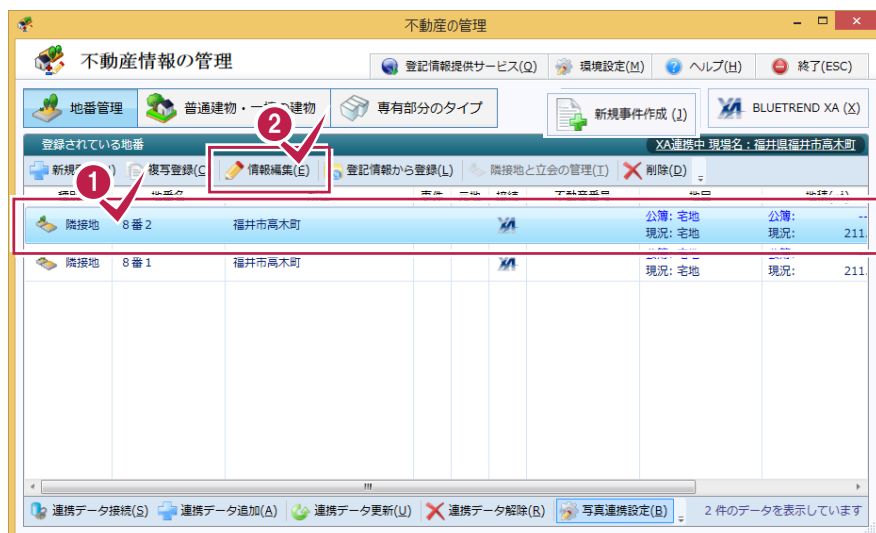 不動産の管理
不動産情報の管理
登記情報提供サービス(Q) 環境設定(M) ヘルプ(H) 終了(ESC)
地番管理 普通建物・一 建物 専有部分のタイプ 新規事件作成 (J) BLUETREND XA (X)
登録されている地番 XA連携中 現場名:福井県福井市高木町
新規 ) 複写登録(C 情報編集(E) 登記情報から登録(L) 隣接地と立会の管理(T) 削除(D)
1 2
隣接地 8番2 福井市高木町 XA 公簿: 宅地 公簿: --
現況: 宅地 現況: 211.
隣接地 8番1 福井市高木町 XA
現況: 宅地 現況: 211.
連携データ接続(S) 連携データ追加(A) 連携データ更新(U) 連携データ解除(R) 写真連携設定(B) 2 件のデータを表示しています